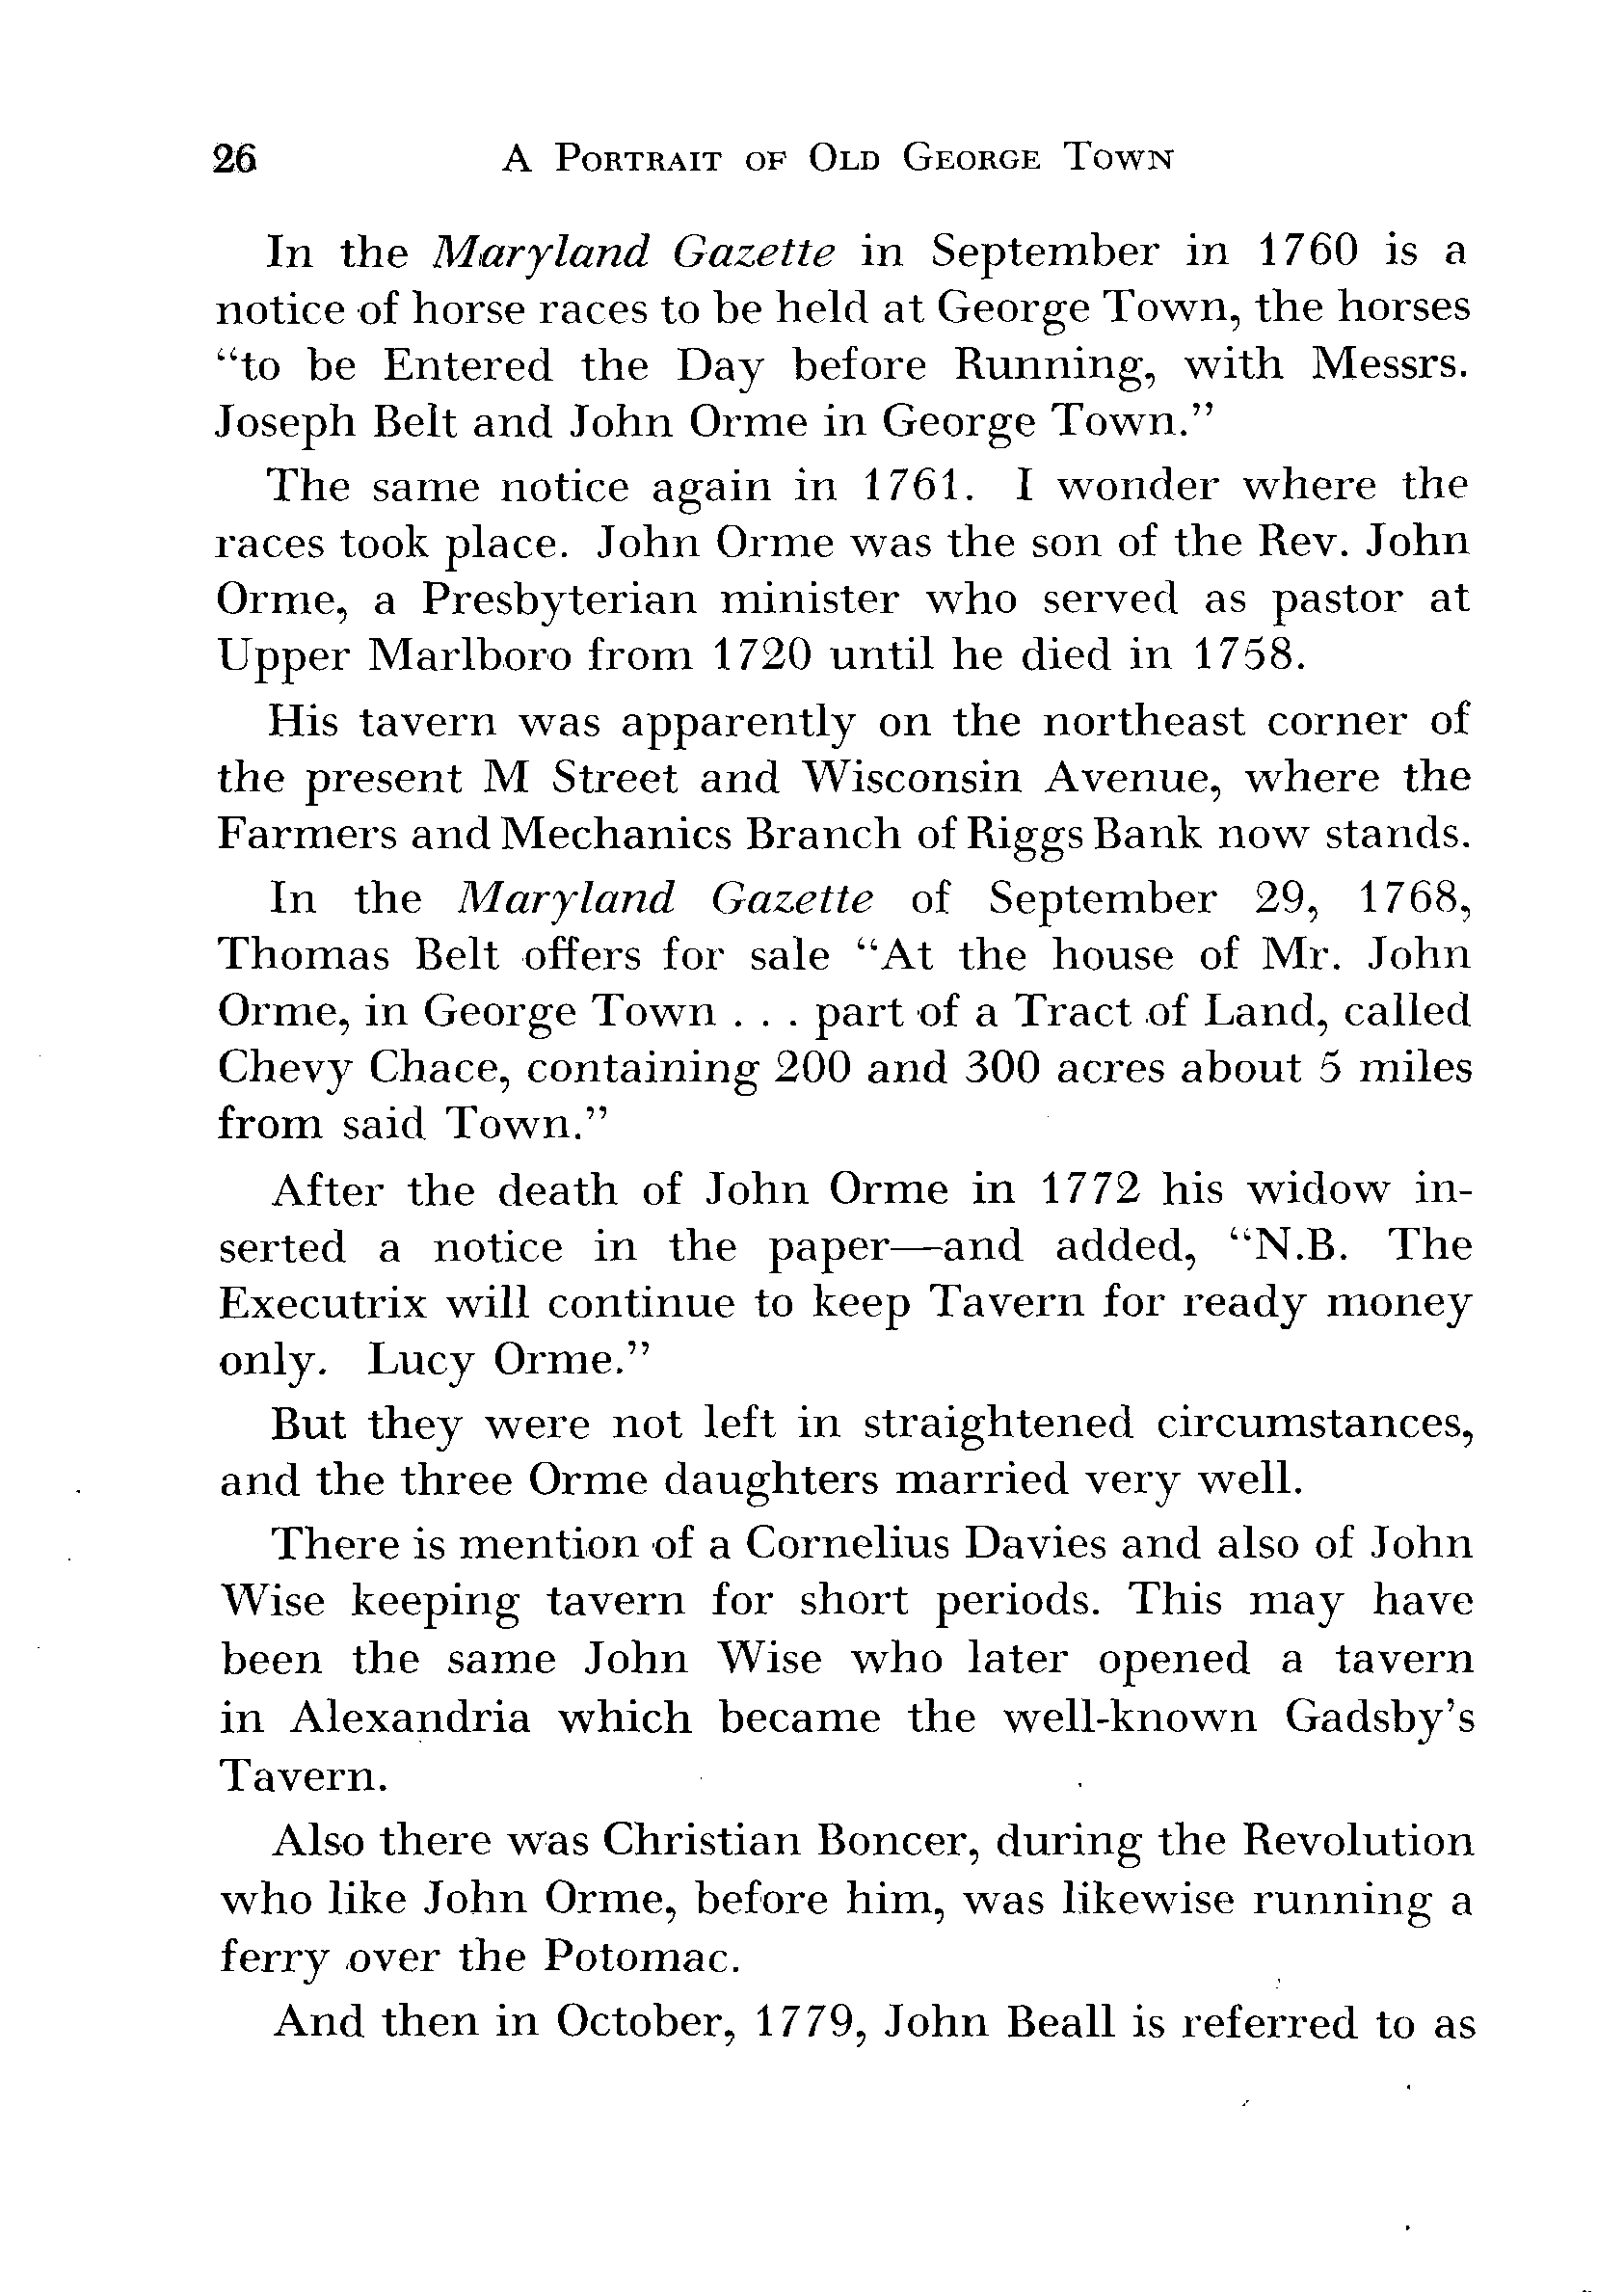 26 A Portrait of Old George Town
In the Maryland Gazette in September in 1760 is a
notice of horse races to be held at George Town, the horses
“to be Entered the Day before Running, with Messrs.
Joseph Belt and John Orme in George Town.”
The same notice again in 1761. I wonder where the
races took place. John Orme was the son of the Rev. John
Orme, a Presbyterian minister who served as pastor at
Upper Marlboro from 1720 until he died in 1758.
His tavern was apparently on the northeast corner of
the present M Street and Wisconsin Avenue, where the
Farmers and Mechanics Branch of Riggs Bank now stands.
In the Maryland Gazette of September 29, 1768,
Thomas Belt offers for sale “At the house of Mr. John
Orme, in George Town . . . part of a Tract of Land, called
Chevy Chace, containing 200 and 300 acres about 5 miles
from said Town.”
After the death of John Orme in 1772 his widow in-
serted a notice in the paper—and added, “N.B. The
Executrix will continue to keep Tavern for ready money
only. Lucy Orme.”
But they were not left in straightened circumstances,
and the three Orme daughters married very well.
There is mention of a Cornelius Davies and also of John
Wise keeping tavern for short periods. This may have
been the same John Wise who later opened a tavern
in Alexandria which became the well-known Gadsby’s
Tavern.
Also there was Christian Boncer, during the Revolution
who like John Orme, before him, was likewise running a
ferry over the Potomac.
And then in October, 1779, John Beall is referred to as